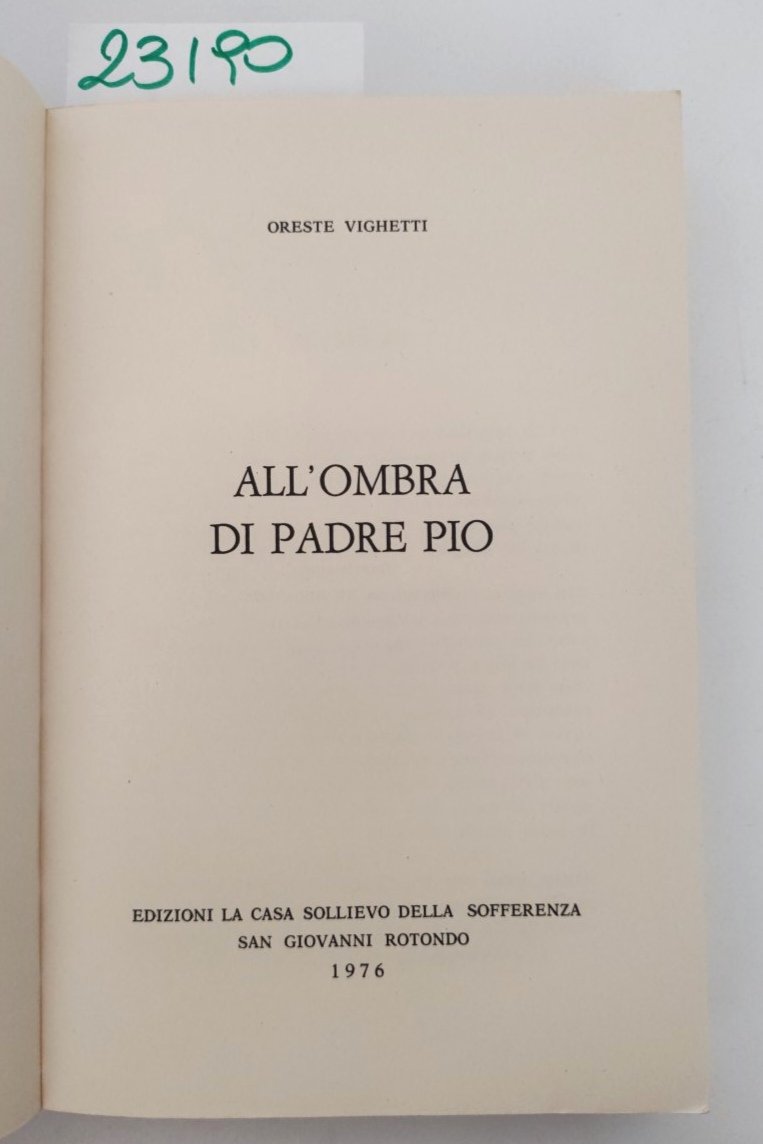 23190
ORESTE VIGHETTI
ALL'OMBRA
DI PADRE PIO
EDIZIONI LA CASA SOLLIEVO DELLA SOFFERENZA
SAN GIOVANNI ROTONDO
1976